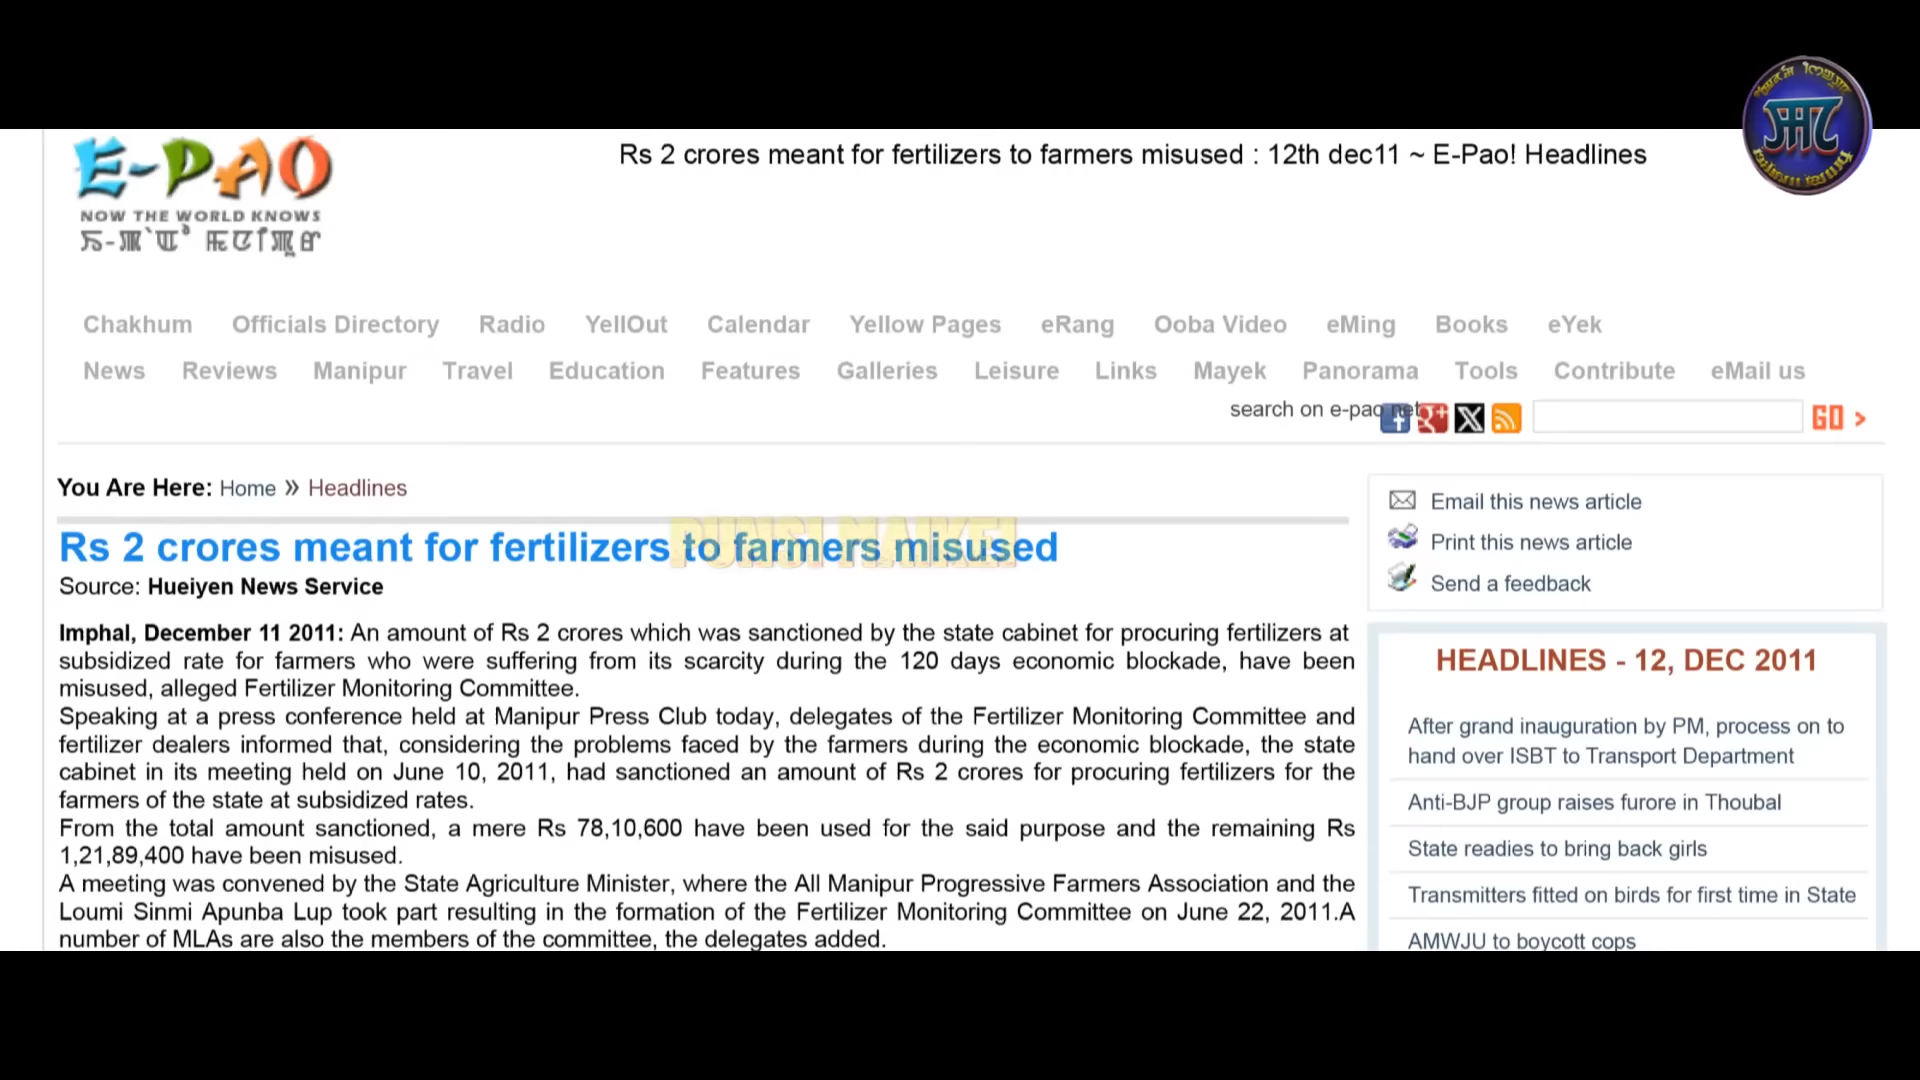 Rs 2 crores meant for fertilizers to farmers misused : 12th dec11 ~ E-Pao! Headlines
E-PAO
NOW THE WORLD KNOWS
Chakhum Officials Directory Radio YellOut Calendar Yellow Pages eRang Ooba Video eMing Books eYek
News Reviews Manipur Travel Education Features Galleries Leisure Links Mayek Panorama Tools Contribute eMail us
search on e-pao net
GO >
You Are Here: Home » Headlines
Rs 2 crores meant for fertilizers to farmers misused
PUNSI MAIKEI
Source: Hueiyen News Service
Imphal, December 11 2011: An amount of Rs 2 crores which was sanctioned by the state cabinet for procuring fertilizers at
subsidized rate for farmers who were suffering from its scarcity during the 120 days economic blockade, have been
misused, alleged Fertilizer Monitoring Committee.
Speaking at a press conference held at Manipur Press Club today, delegates of the Fertilizer Monitoring Committee and
fertilizer dealers informed that, considering the problems faced by the farmers during the economic blockade, the state
cabinet in its meeting held on June 10, 2011, had sanctioned an amount of Rs 2 crores for procuring fertilizers for the
farmers of the state at subsidized rates.
From the total amount sanctioned, a mere Rs 78,10,600 have been used for the said purpose and the remaining Rs
1,21,89,400 have been misused.
A meeting was convened by the State Agriculture Minister, where the All Manipur Progressive Farmers Association and the
Loumi Sinmi Apunba Lup took part resulting in the formation of the Fertilizer Monitoring Committee on June 22, 2011.A
number of MLAs are also the members of the committee, the delegates added.
Email this news article
Print this news article
Send a feedback
HEADLINES - 12, DEC 2011
After grand inauguration by PM, process on to
hand over ISBT to Transport Department
Anti-BJP group raises furore in Thoubal
State readies to bring back girls
Transmitters fitted on birds for first time in State
AMWJU to boycott cops